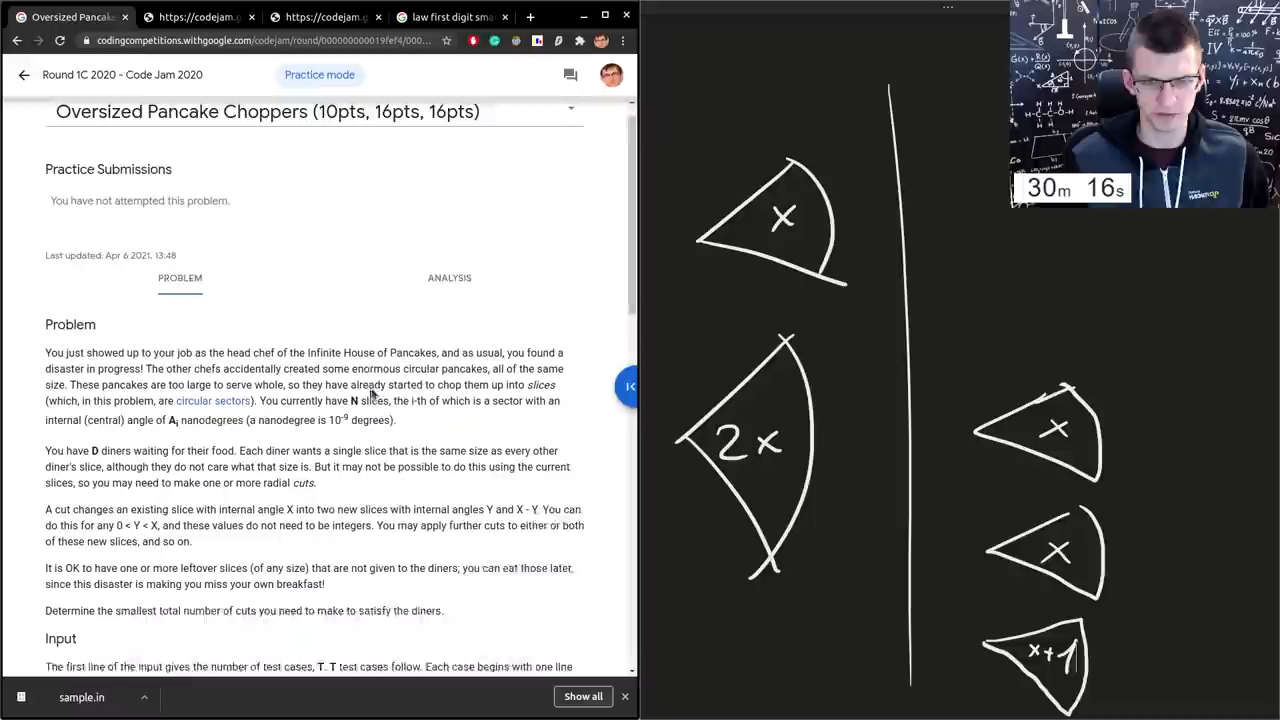 Oversized Pancak
https://codejam.g
https://codejam.g
law first digit sma
codingcompetitions.withgoogle.com/codejam/round/000000000019fef4/000...
Round 1C 2020 - Code Jam 2020
Practice mode
Oversized Pancake Choppers (10pts, 16pts, 16pts)
Practice Submissions
You have not attempted this problem.
Last updated: Apr 6 2021, 13:48
PROBLEM
ANALYSIS
Problem
You just showed up to your job as the head chef of the Infinite House of Pancakes, and as usual, you found a
disaster in progress! The other chefs accidentally created some enormous circular pancakes, all of the same
size. These pancakes are too large to serve whole, so they have already started to chop them up into slices
(which, in this problem, are circular sectors). You currently have N slices, the i-th of which is a sector with an
internal (central) angle of Ai nanodegrees (a nanodegree is 10-9 degrees).
You have D diners waiting for their food. Each diner wants a single slice that is the same size as every other
diner's slice, although they do not care what that size is. But it may not be possible to do this using the current
slices, so you may need to make one or more radial cuts.
A cut changes an existing slice with internal angle X into two new slices with internal angles Y and X - Y. You can
do this for any 0 < Y < X, and these values do not need to be integers. You may apply further cuts to either or both
of these new slices, and so on.
It is OK to have one or more leftover slices (of any size) that are not given to the diners; you can eat those later,
since this disaster is making you miss your own breakfast!
Determine the smallest total number of cuts you need to make to satisfy the diners.
Input
The first line of the input gives the number of test cases, T. T test cases follow. Each case begins with one line
sample.in
Show all
x
2x
x
x
x+1
30m 16s